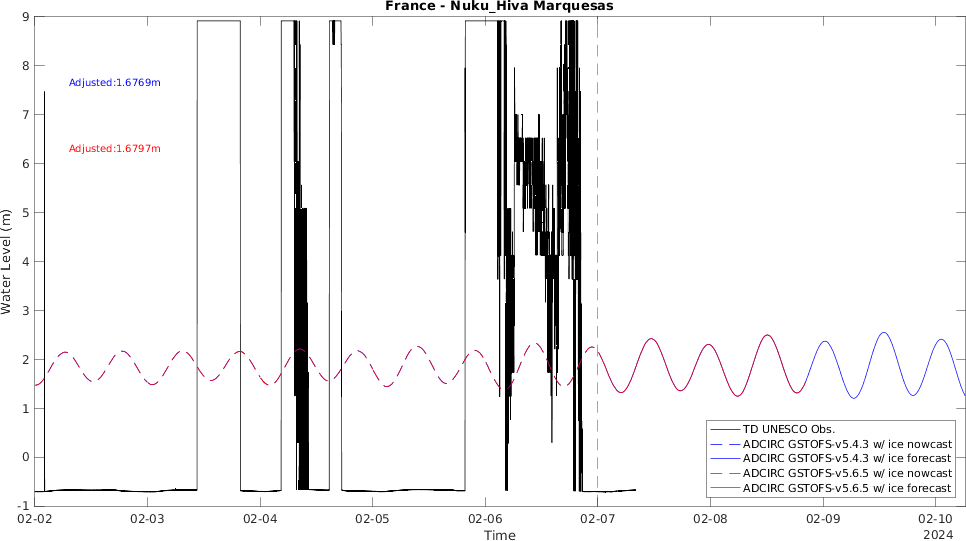 France - Nuku_Hiva Marquesas
9
8
7
6
5
4
3
2
1
0
-1
Water Level (m)
Adjusted:1.6769m
Adjusted:1.6797m
TD UNESCO Obs.
ADCIRC GSTOFS-v5.4.3 w/ ice nowcast
ADCIRC GSTOFS-v5.4.3 w/ ice forecast
ADCIRC GSTOFS-v5.6.5 w/ ice nowcast
ADCIRC GSTOFS-v5.6.5 w/ ice forecast
02-02 02-03 02-04 02-05 02-06 02-07 02-08 02-09 02-10
Time
2024